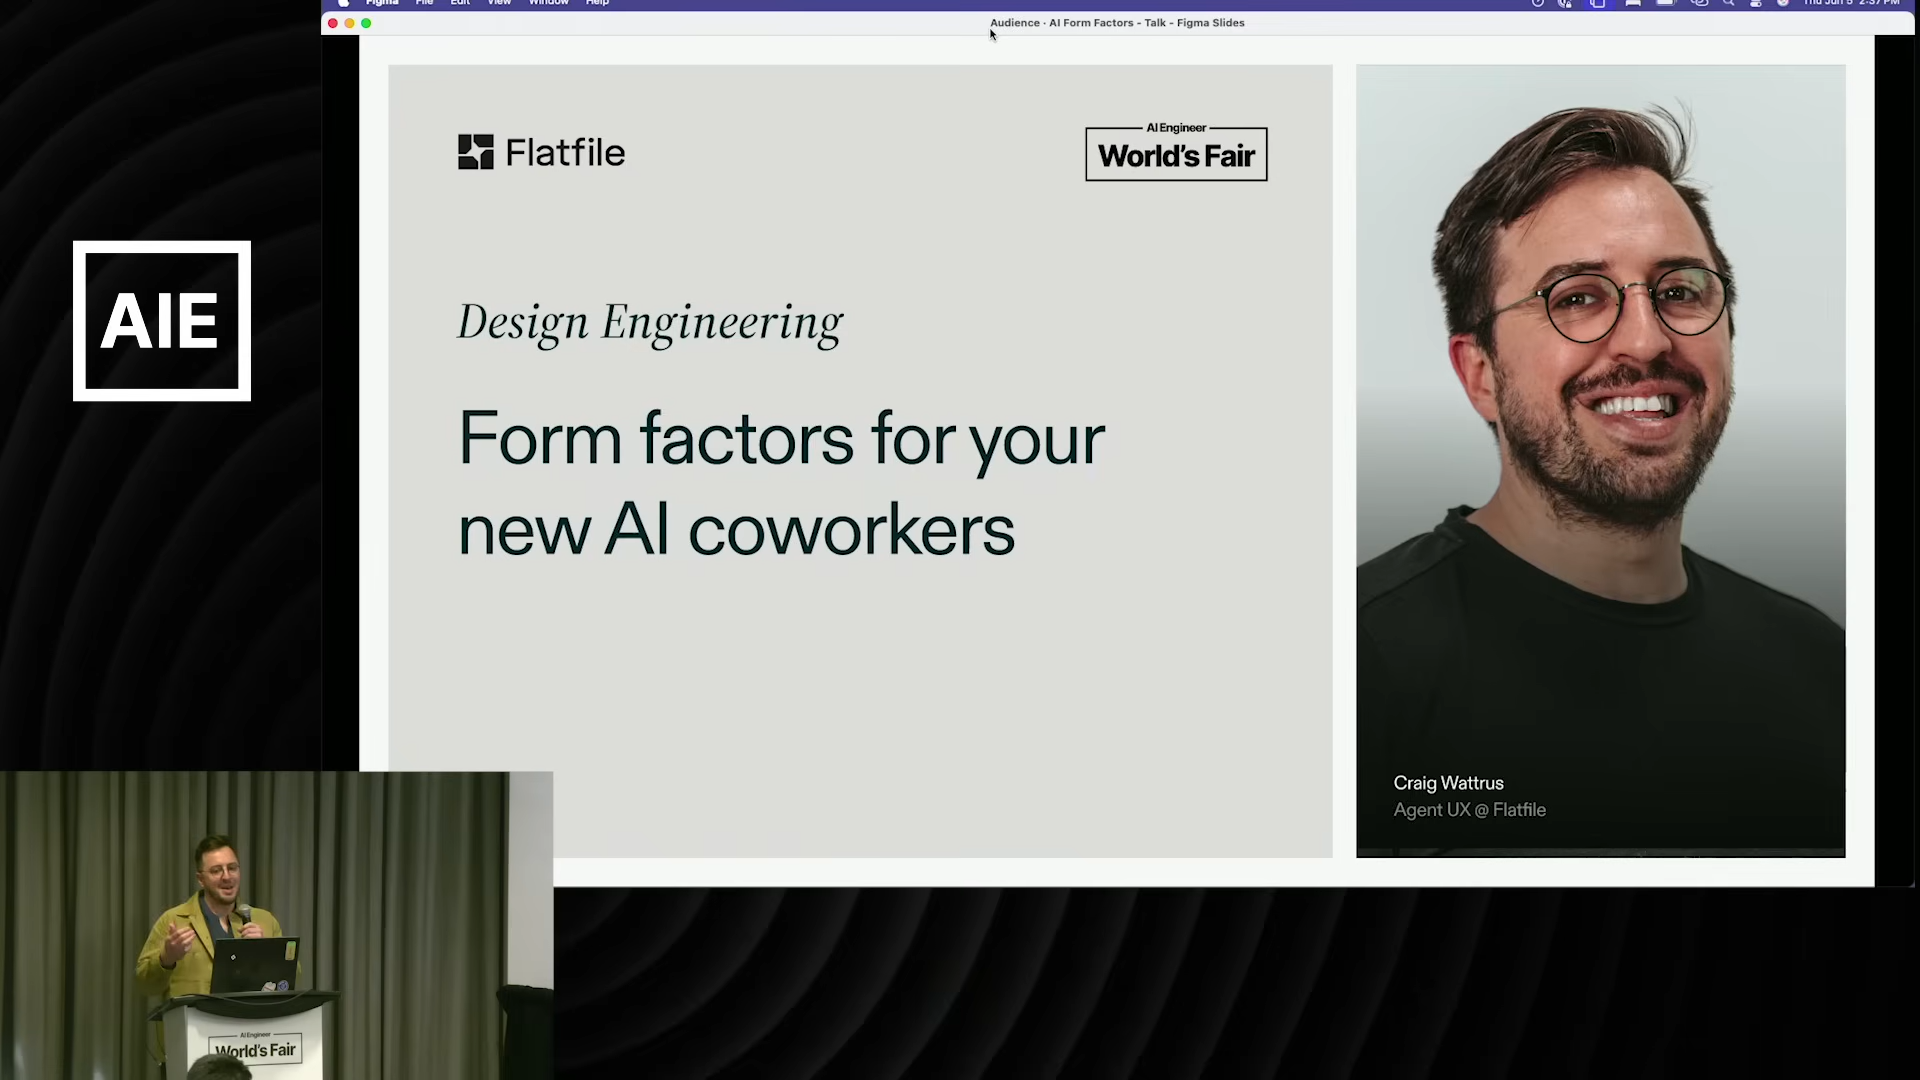 Figma File Edit View Window Help
Thu Jun 5 2:37 PM
Audience · AI Form Factors - Talk - Figma Slides
Flatfile
AI Engineer
World's Fair
AIE
Design Engineering
Form factors for your
new AI coworkers
Craig Wattrus
Agent UX @ Flatfile
AI Engineer
World's Fair